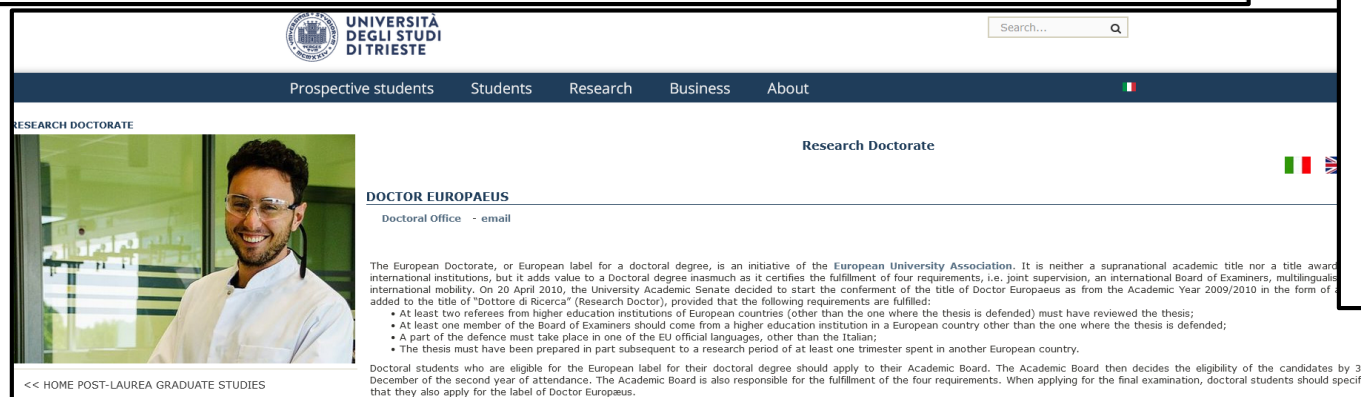 UNIVERSITÀ
DEGLI STUDI
DI TRIESTE
Search...
Prospective students Students Research Business About
RESEARCH DOCTORATE
Research Doctorate
DOCTOR EUROPAEUS
Doctoral Office - email
The European Doctorate, or European label for a doctoral degree, is an initiative of the European University Association. It is neither a supranational academic title nor a title award
international institutions, but it adds value to a Doctoral degree inasmuch as it certifies the fulfillment of four requirements, i.e. joint supervision, an international Board of Examiners, multilingualis
international mobility. On 20 April 2010, the University Academic Senate decided to start the conferment of the title of Doctor Europaeus as from the Academic Year 2009/2010 in the form of a
added to the title of "Dottore di Ricerca" (Research Doctor), provided that the following requirements are fulfilled:
• At least two referees from higher education institutions of European countries (other than the one where the thesis is defended) must have reviewed the thesis;
• At least one member of the Board of Examiners should come from a higher education institution in a European country other than the one where the thesis is defended;
• A part of the defence must take place in one of the EU official languages, other than the Italian;
• The thesis must have been prepared in part subsequent to a research period of at least one trimester spent in another European country.
Doctoral students who are eligible for the European label for their doctoral degree should apply to their Academic Board. The Academic Board then decides the eligibility of the candidates by 3
December of the second year of attendance. The Academic Board is also responsible for the fulfillment of the four requirements. When applying for the final examination, doctoral students should specif
that they also apply for the label of Doctor Europæus.
<< HOME POST-LAUREA GRADUATE STUDIES